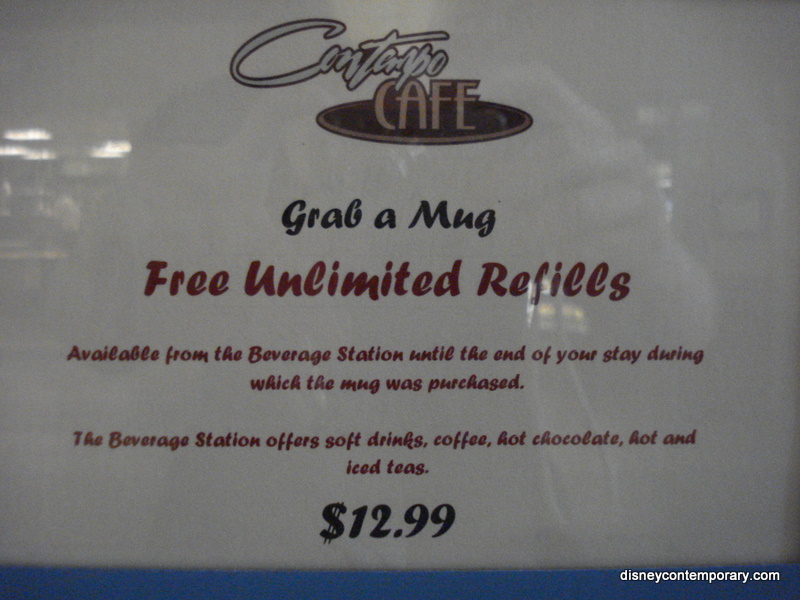 Contempo
CAFE
Grab a Mug
Free Unlimited Refills
Available from the Beverage Station until the end of your stay during
which the mug was purchased.
The Beverage Station offers soft drinks, coffee, hot chocolate, hot and
iced teas.
$12.99
disneycontemporary.com